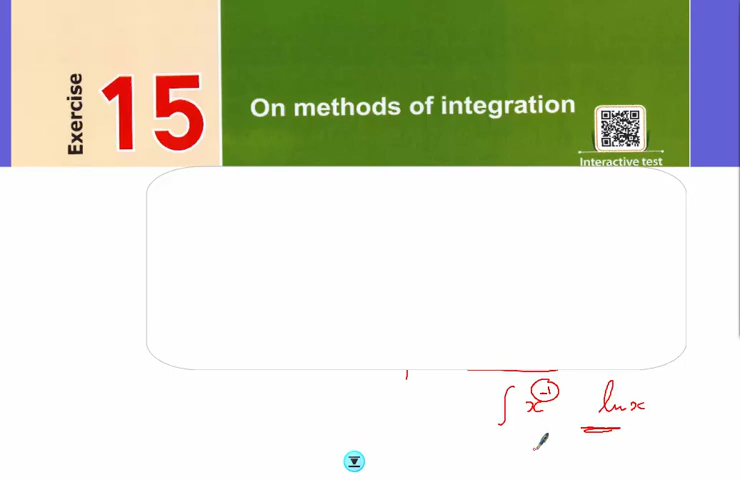 Exercise
15
On methods of integration
Interactive test
∫ x⁻¹ ln x